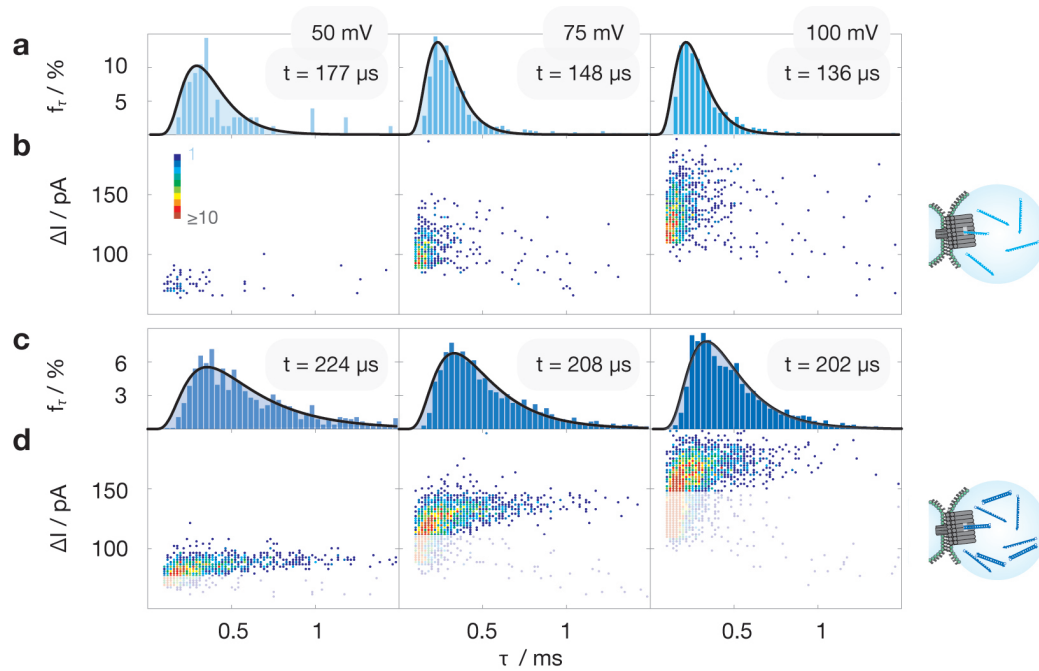 a
50 mV
75 mV
100 mV
t = 177 µs
t = 148 µs
t = 136 µs
f_τ / %
10
5
b
1
≥10
ΔI / pA
150
100
c
t = 224 µs
t = 208 µs
t = 202 µs
f_τ / %
6
3
d
ΔI / pA
150
100
0.5
1
0.5
1
0.5
1
τ / ms